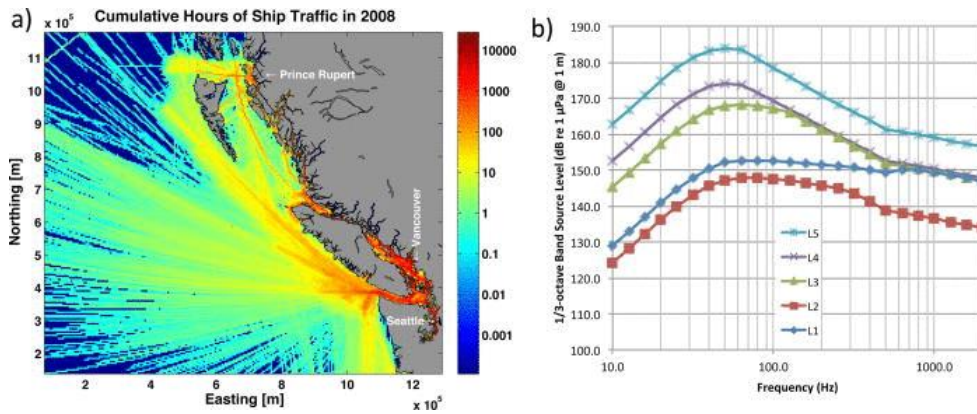 a)
Cumulative Hours of Ship Traffic in 2008
x 10⁵
11
10
9
8
7
6
5
4
3
2
Northing [m]
2
4
6
8
10
12
x 10⁵
Easting [m]
← Prince Rupert
← Vancouver
Seattle
10000
1000
100
10
1
0.1
0.01
0.001
b)
190.0
180.0
170.0
160.0
150.0
140.0
130.0
120.0
110.0
100.0
1/3-octave Band Source Level (dB re 1 µPa @ 1 m)
L5
L4
L3
L2
L1
10.0
100.0
1000.0
Frequency (Hz)